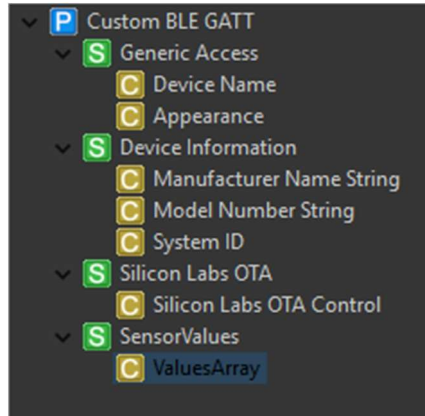 P Custom BLE GATT
S Generic Access
C Device Name
C Appearance
S Device Information
C Manufacturer Name String
C Model Number String
C System ID
S Silicon Labs OTA
C Silicon Labs OTA Control
S SensorValues
C ValuesArray